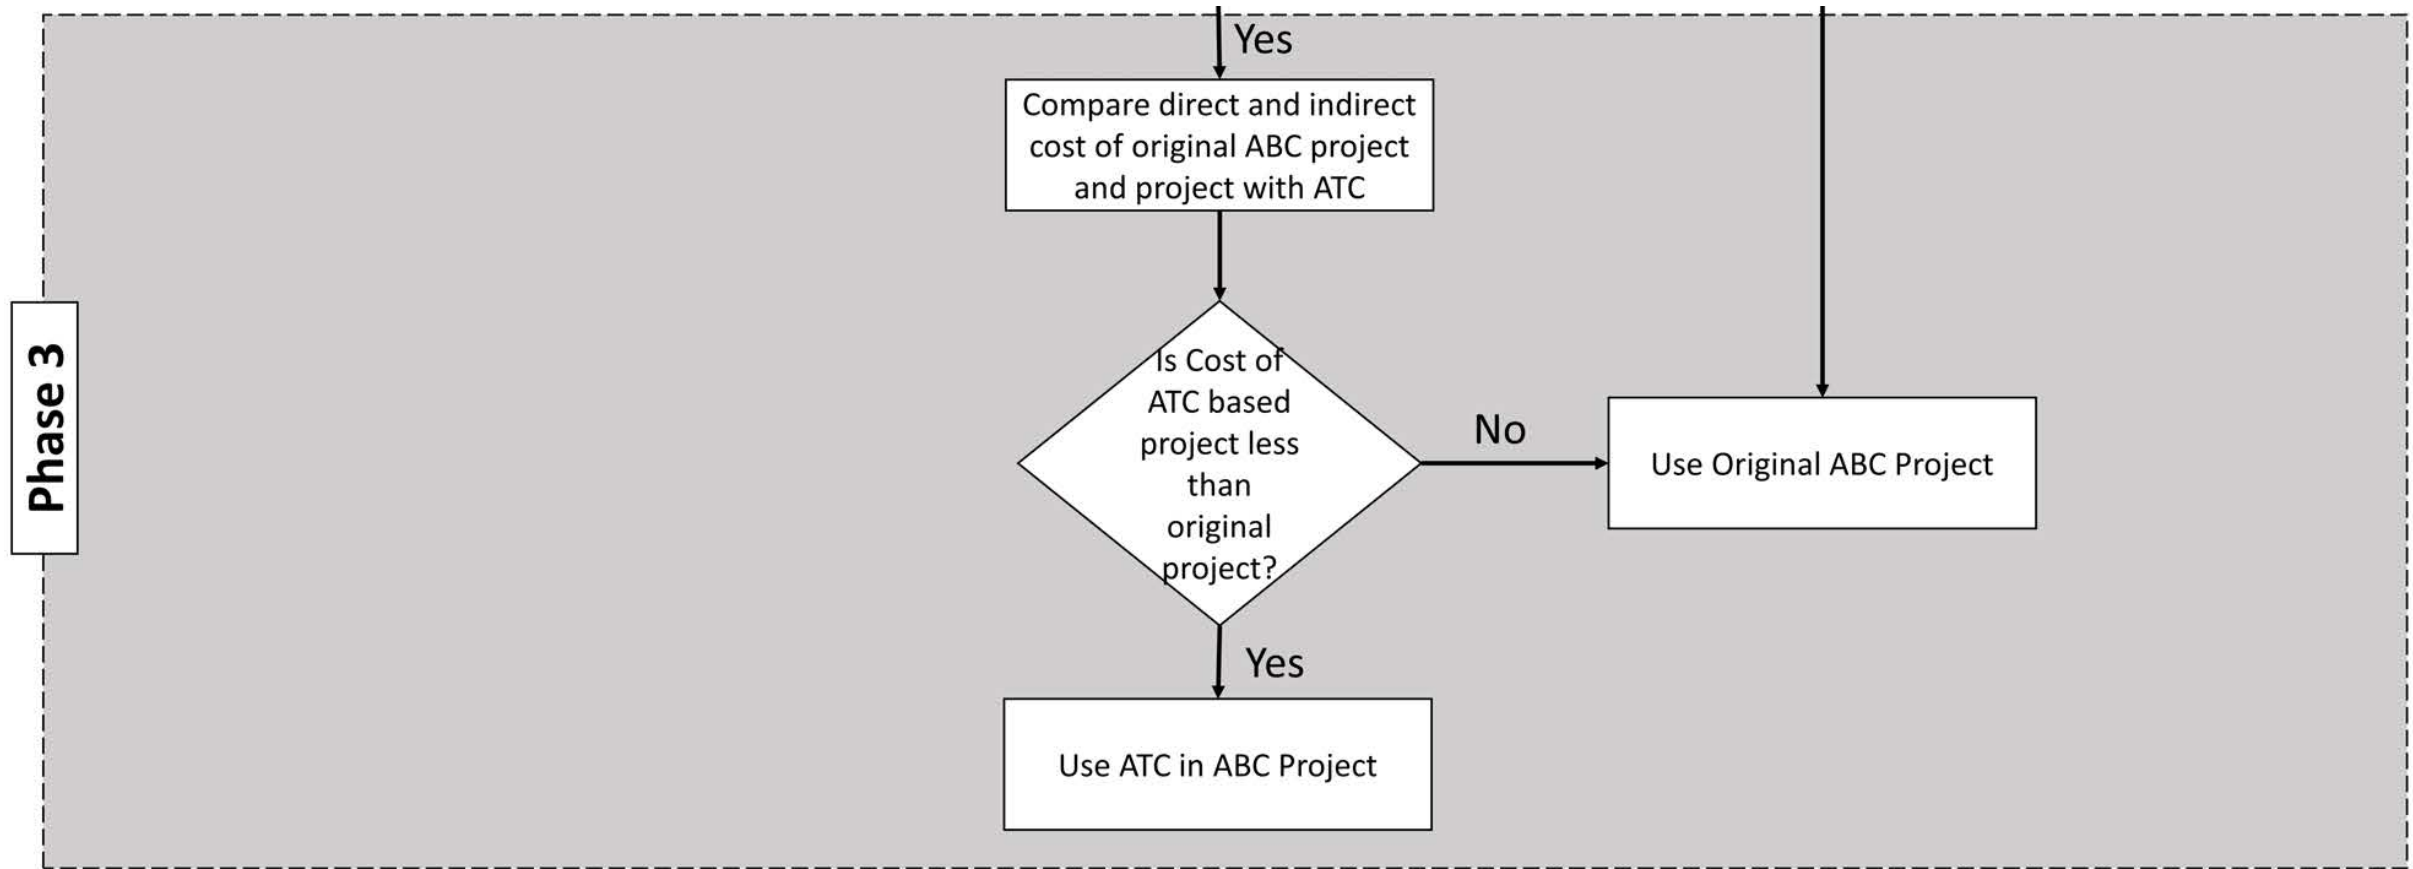 Yes
Compare direct and indirect
cost of original ABC project
and project with ATC
Phase 3
Is Cost of
ATC based
project less
than
original
project?
No
Use Original ABC Project
Yes
Use ATC in ABC Project